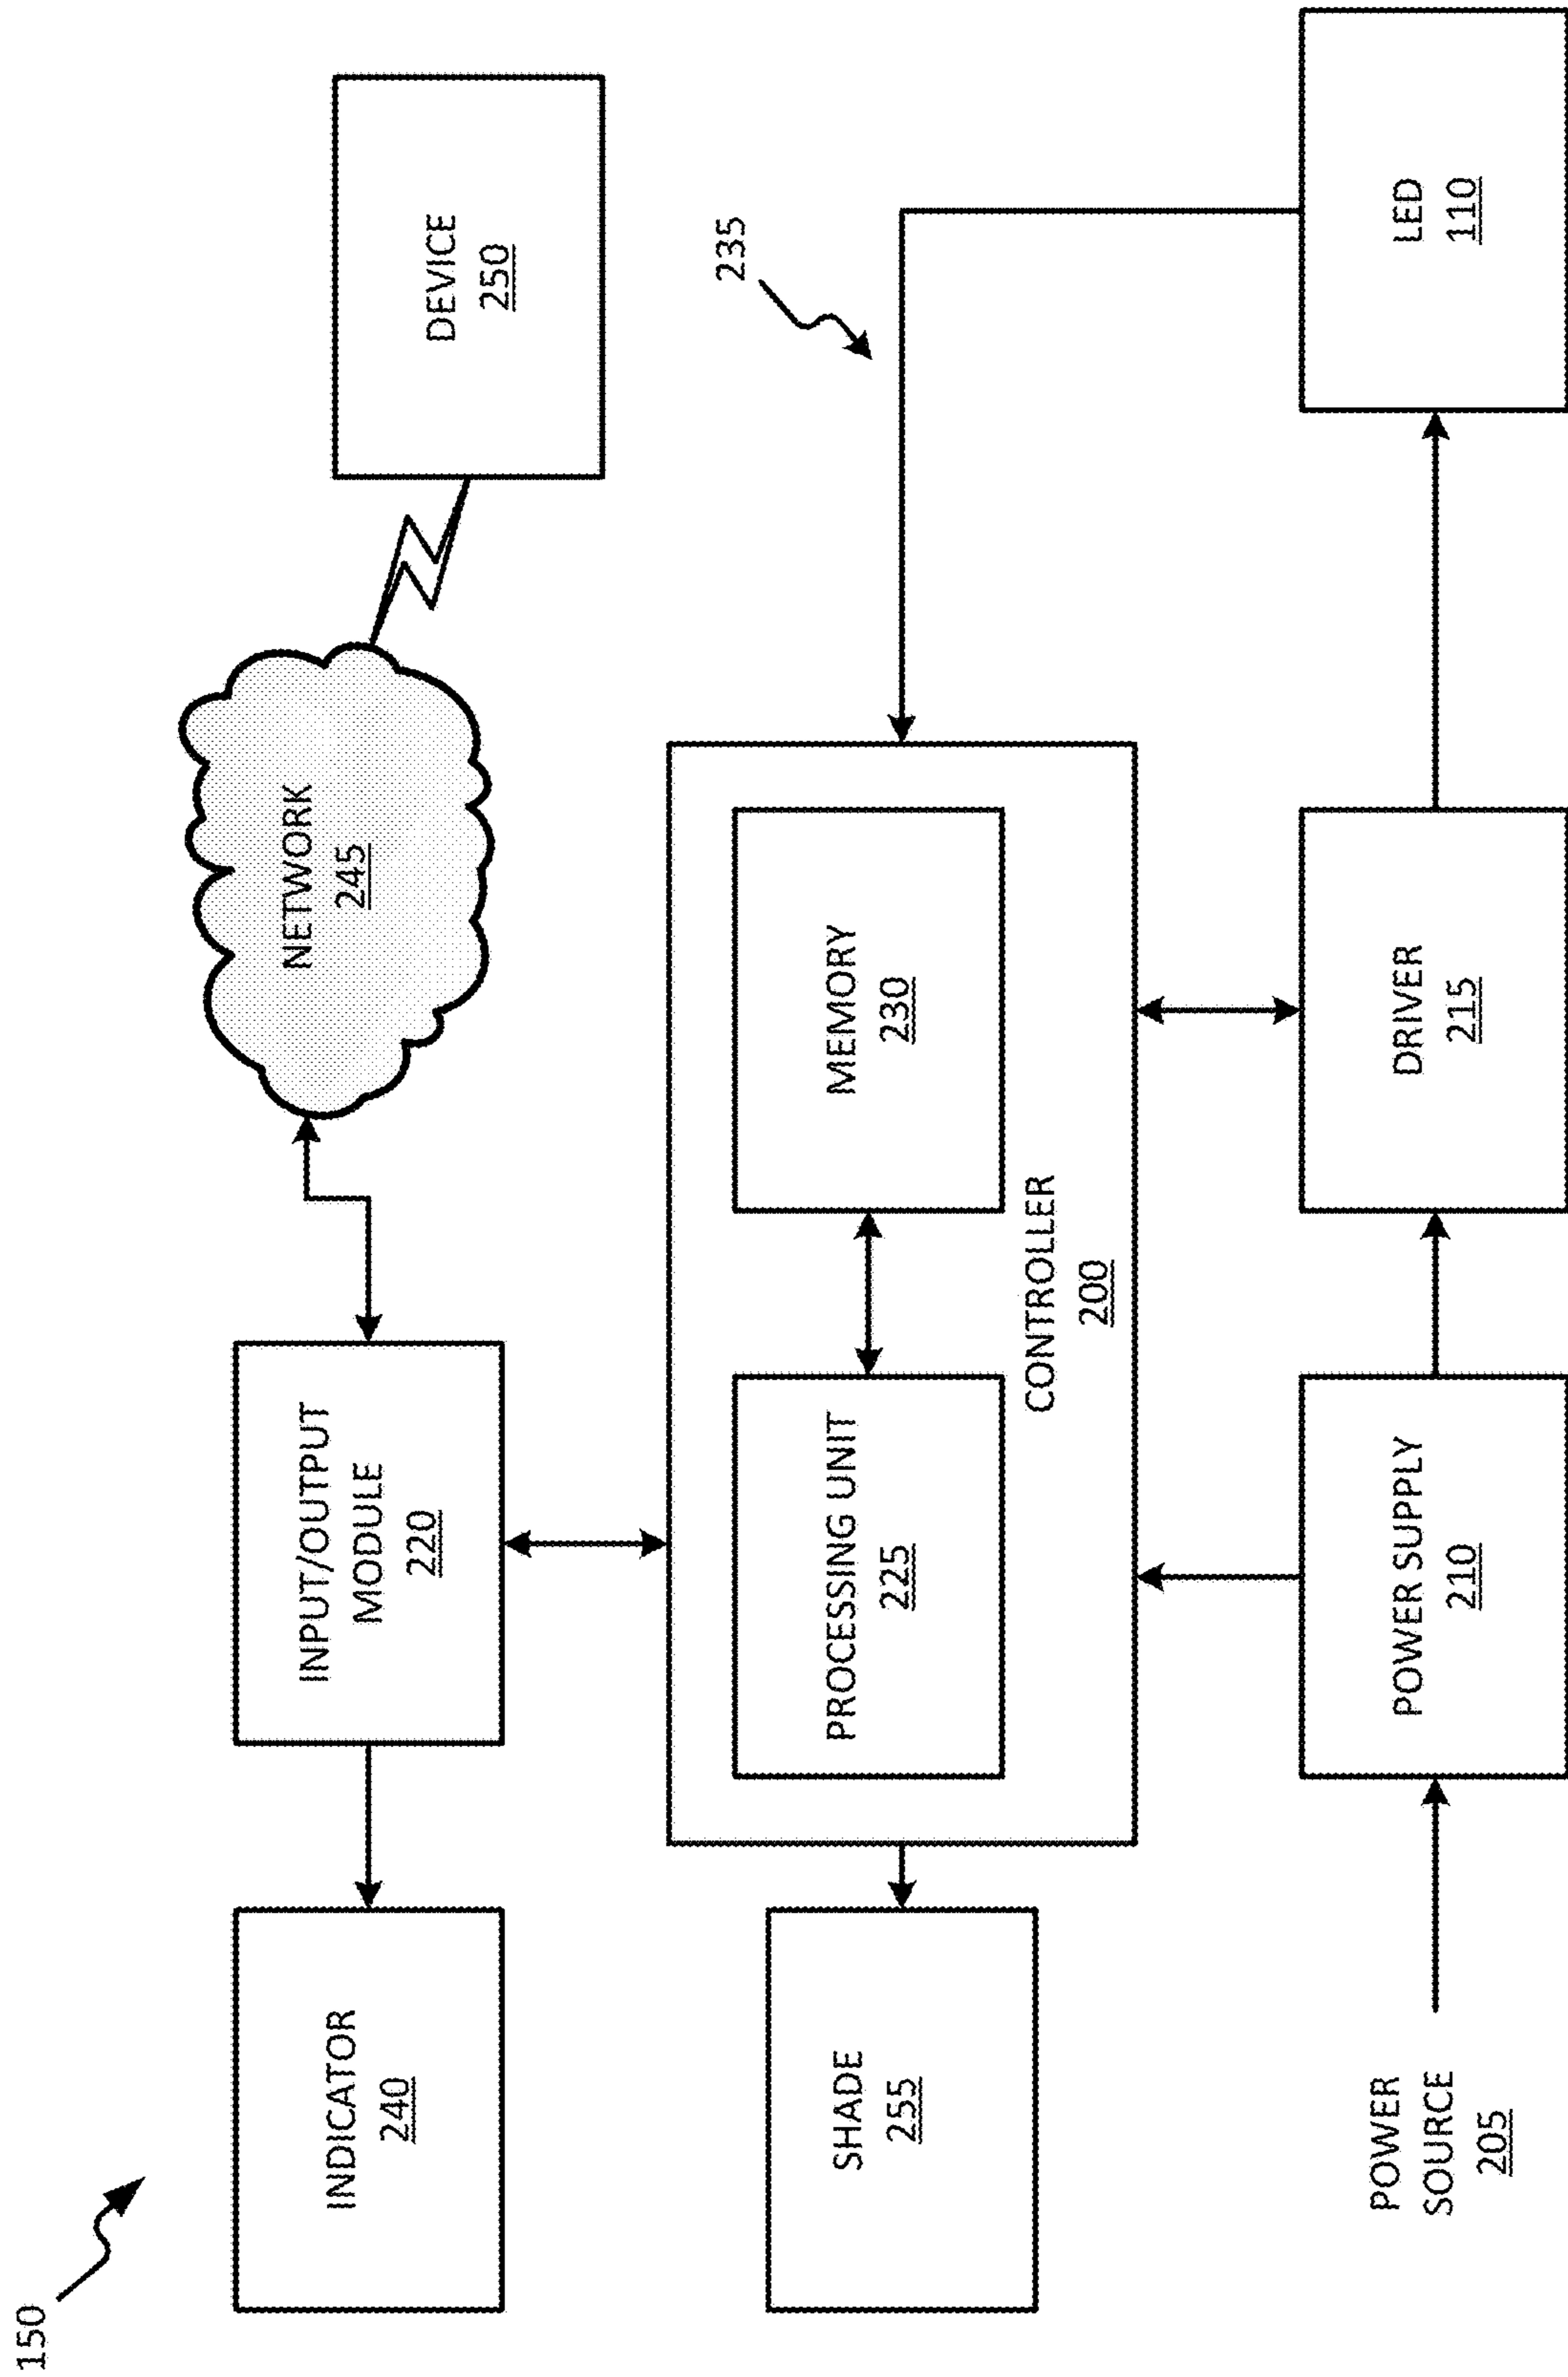 150
INDICATOR
240
INPUT/OUTPUT
MODULE
220
NETWORK
245
DEVICE
250
235
SHADE
255
PROCESSING UNIT
225
MEMORY
230
CONTROLLER
200
POWER
SOURCE
205
POWER SUPPLY
210
DRIVER
215
LED
110